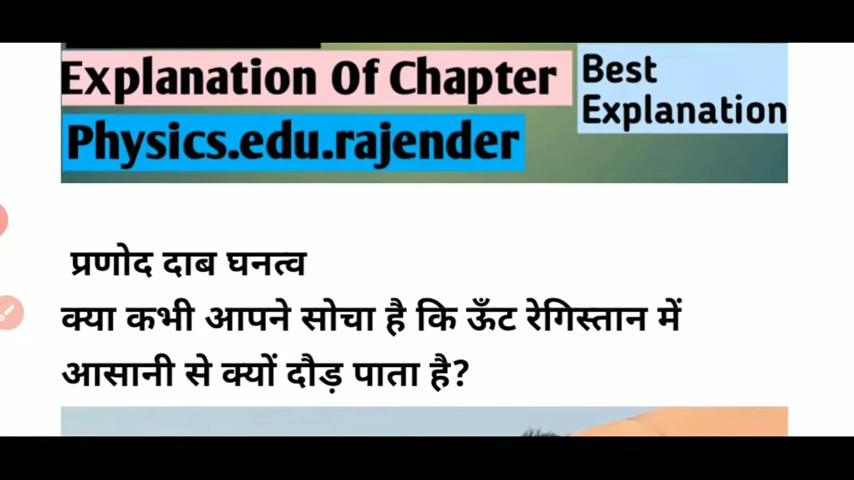 Explanation Of Chapter
Best
Explanation
Physics.edu.rajender
प्रणोद दाब घनत्व
क्या कभी आपने सोचा है कि ऊँट रेगिस्तान में
आसानी से क्यों दौड़ पाता है?